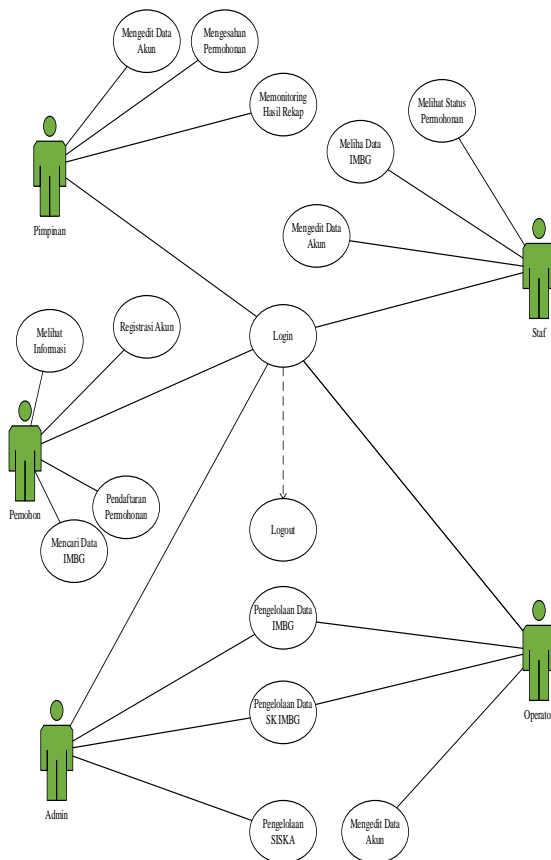 Mengedit Data
Akun
Mengesahan
Permohonan
Memonitoring
Hasil Rekap
Melihat Status
Permohonan
Meliha Data
IMBG
Mengedit Data
Akun
Pimpinan
Staf
Melihat
Informasi
Registrasi Akun
Login
Pemohon
Pendaftaran
Permohonan
Mencari Data
IMBG
Logout
Pengelolaan Data
IMBG
Pengelolaan Data
SK IMBG
Operato
Admin
Pengelolaan
SISKA
Mengedit Data
Akun